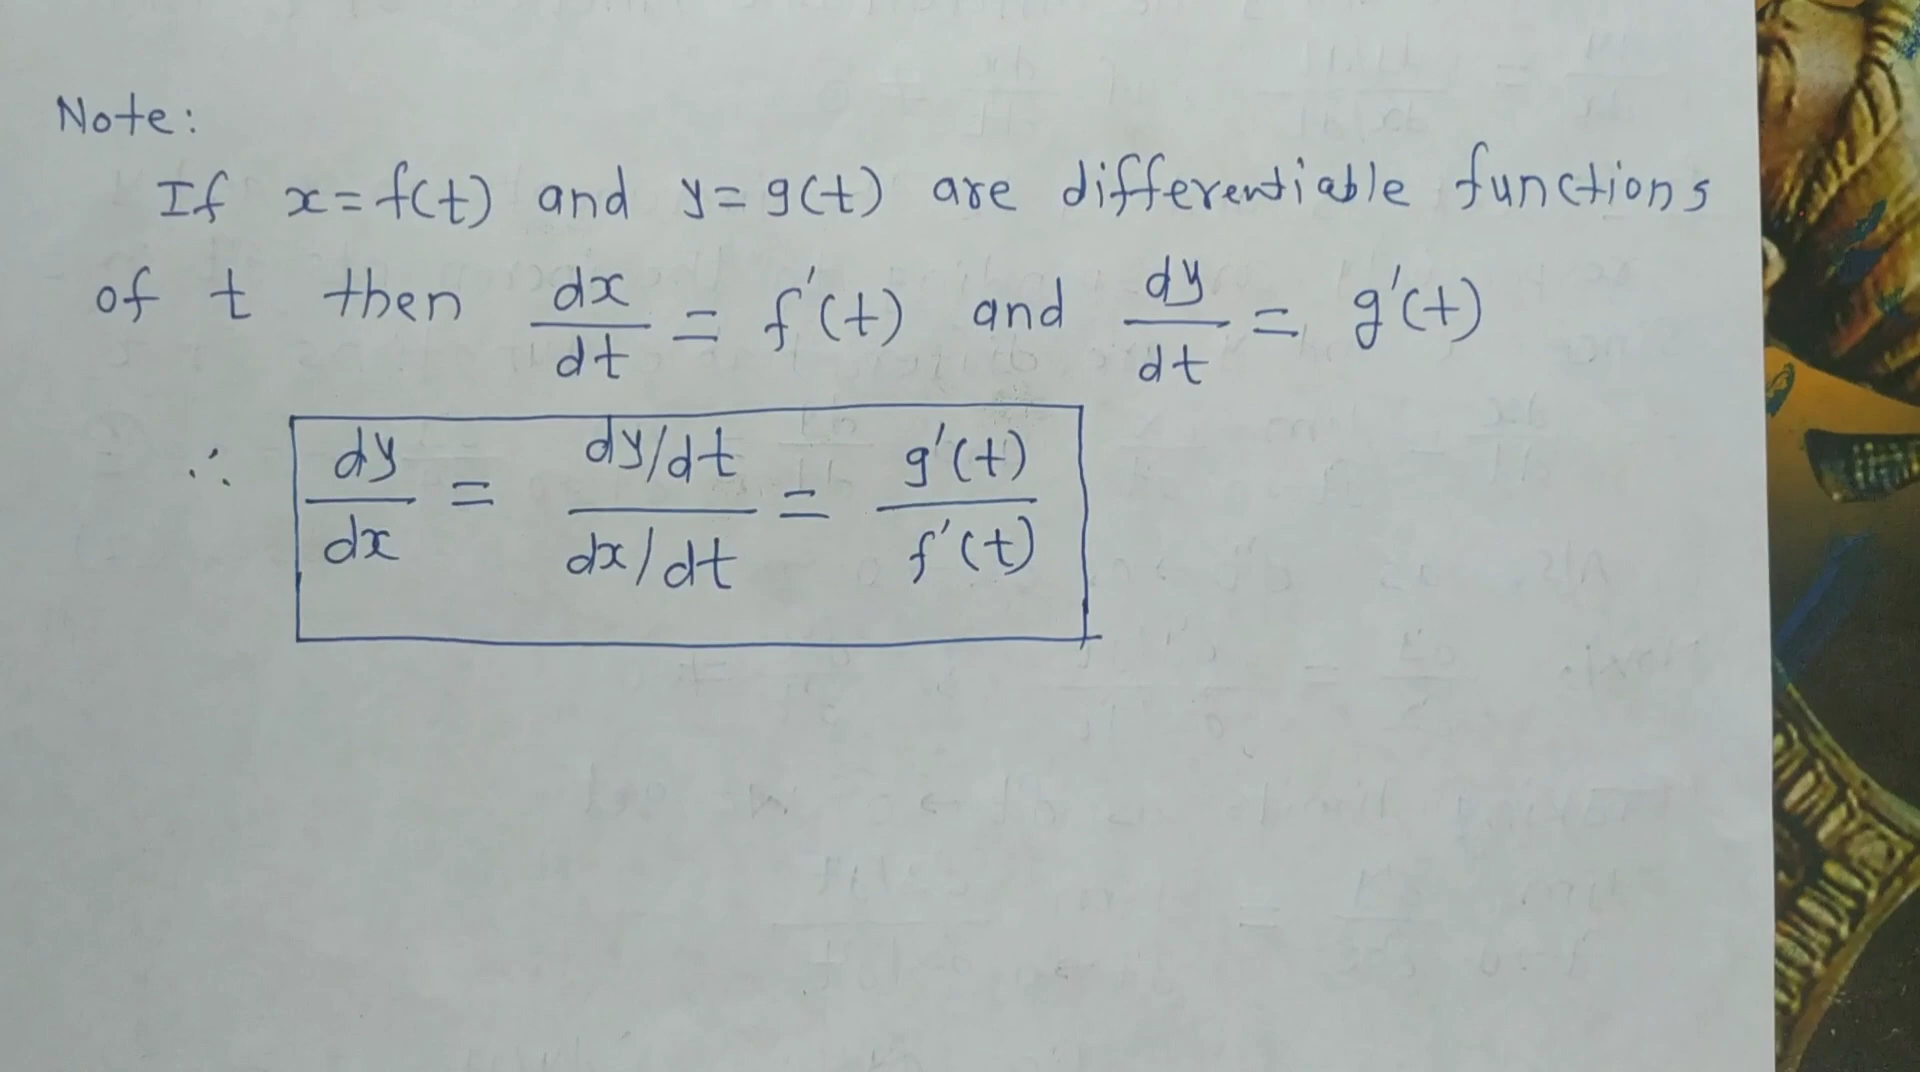 Note:
If x = f(t) and y = g(t) are differentiable functions
of t then dx/dt = f'(t) and dy/dt = g'(t)
∴ dy/dx = (dy/dt)/(dx/dt) = g'(t)/f'(t)